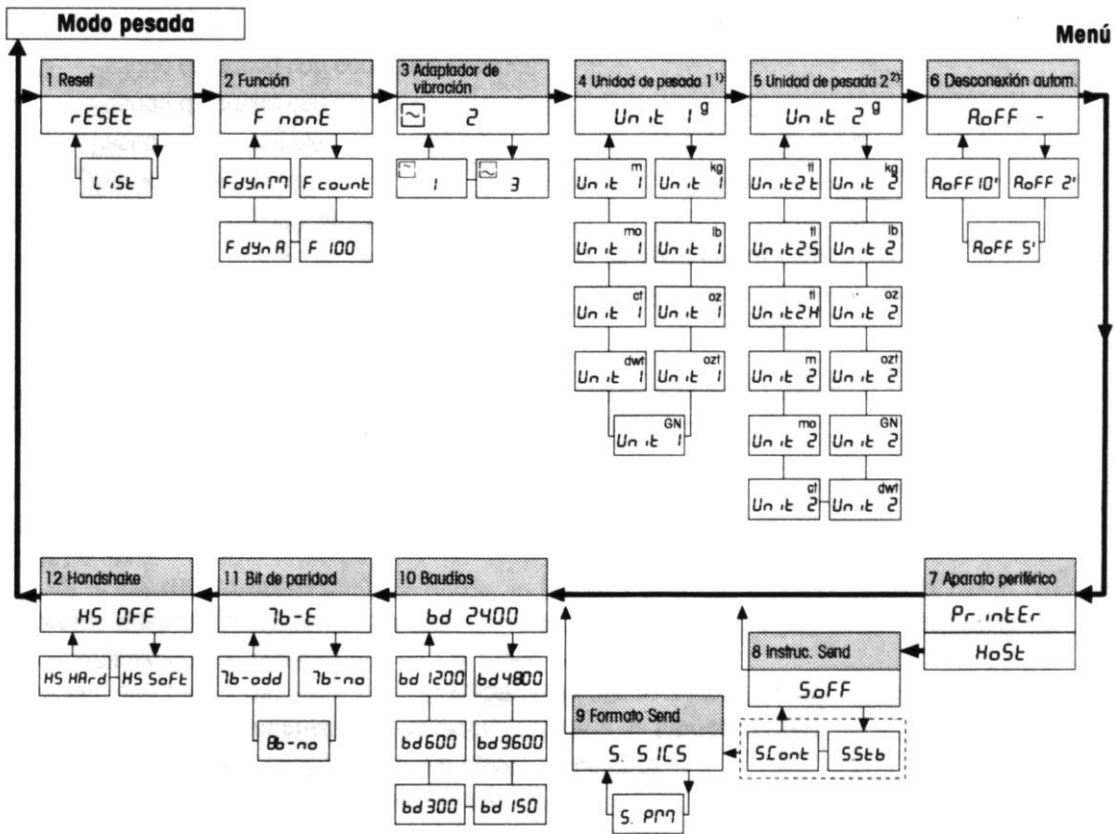 Modo pesada
Menú
1 Reset
rESEt
LiSt
2 Función
F nonE
FdYnM
F count
F dYnA
F 100
3 Adaptador de
vibración
2
1
3
4 Unidad de pesada 1 1)
Unit 1 g
Unit 1 m
Unit 1 kg
Unit 1 mo
Unit 1 lb
Unit 1 ct
Unit 1 oz
Unit 1 dwt
Unit 1 ozt
Unit 1 GN
5 Unidad de pesada 2 2)
Unit 2 g
Unit2t tl
Unit 2 kg
Unit2S tl
Unit 2 lb
Unit2H tl
Unit 2 oz
Unit 2 m
Unit 2 ozt
Unit 2 mo
Unit 2 GN
Unit 2 ct
Unit 2 dwt
6 Desconexión autom.
AoFF -
AoFF 10'
AoFF 2'
AoFF 5'
7 Aparato periférico
Pr.intEr
HoSt
8 Instruc. Send
S.oFF
S.Cont
S.Stb
9 Formato Send
S. SICS
S. PM
10 Baudios
bd 2400
bd 1200
bd 4800
bd 600
bd 9600
bd 300
bd 150
11 Bit de paridad
7b-E
7b-odd
7b-no
8b-no
12 Handshake
HS OFF
HS HArd
HS SoFt